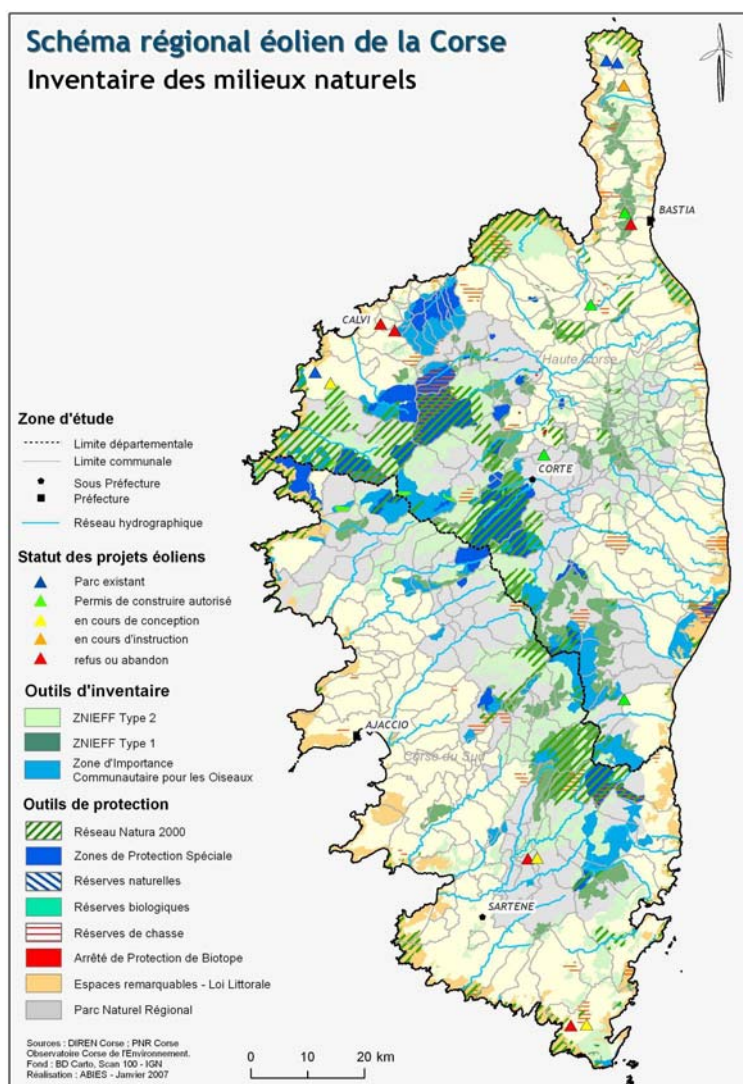 Schéma régional éolien de la Corse
Inventaire des milieux naturels
BASTIA
CALVI
Haute Corse
CORTE
AJACCIO
Corse du Sud
SARTENE
Zone d'étude
Limite départementale
Limite communale
Sous Préfecture
Préfecture
Réseau hydrographique
Statut des projets éoliens
Parc existant
Permis de construire autorisé
en cours de conception
en cours d'instruction
refus ou abandon
Outils d'inventaire
ZNIEFF Type 2
ZNIEFF Type 1
Zone d'Importance
Communautaire pour les Oiseaux
Outils de protection
Réseau Natura 2000
Zones de Protection Spéciale
Réserves naturelles
Réserves biologiques
Réserves de chasse
Arrêté de Protection de Biotope
Espaces remarquables - Loi Littorale
Parc Naturel Régional
Sources : DIREN Corse ; PNR Corse
Observatoire Corse de l'Environnement.
Fond : BD Carto, Scan 100 - IGN
Réalisation : ABIES - Janvier 2007
0 10 20 km